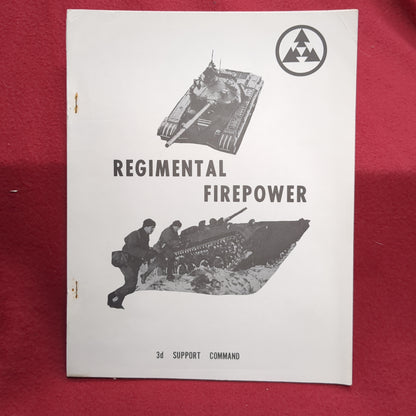 REGIMENTAL
FIREPOWER
3d SUPPORT COMMAND